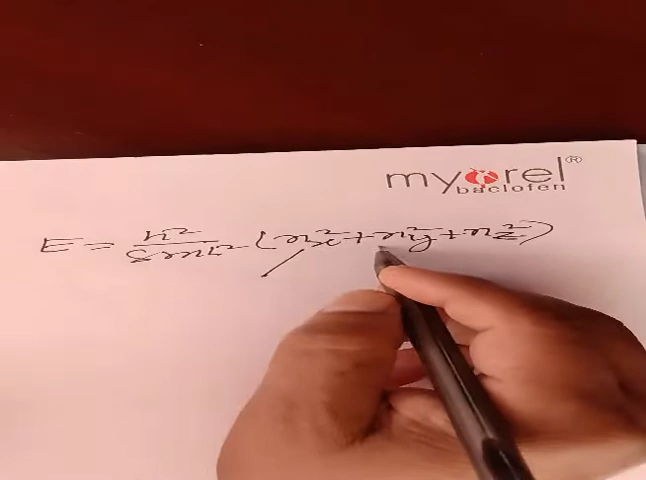 myorel®
baclofen
E = h²/8mL² (nx² + ny² + nz²)